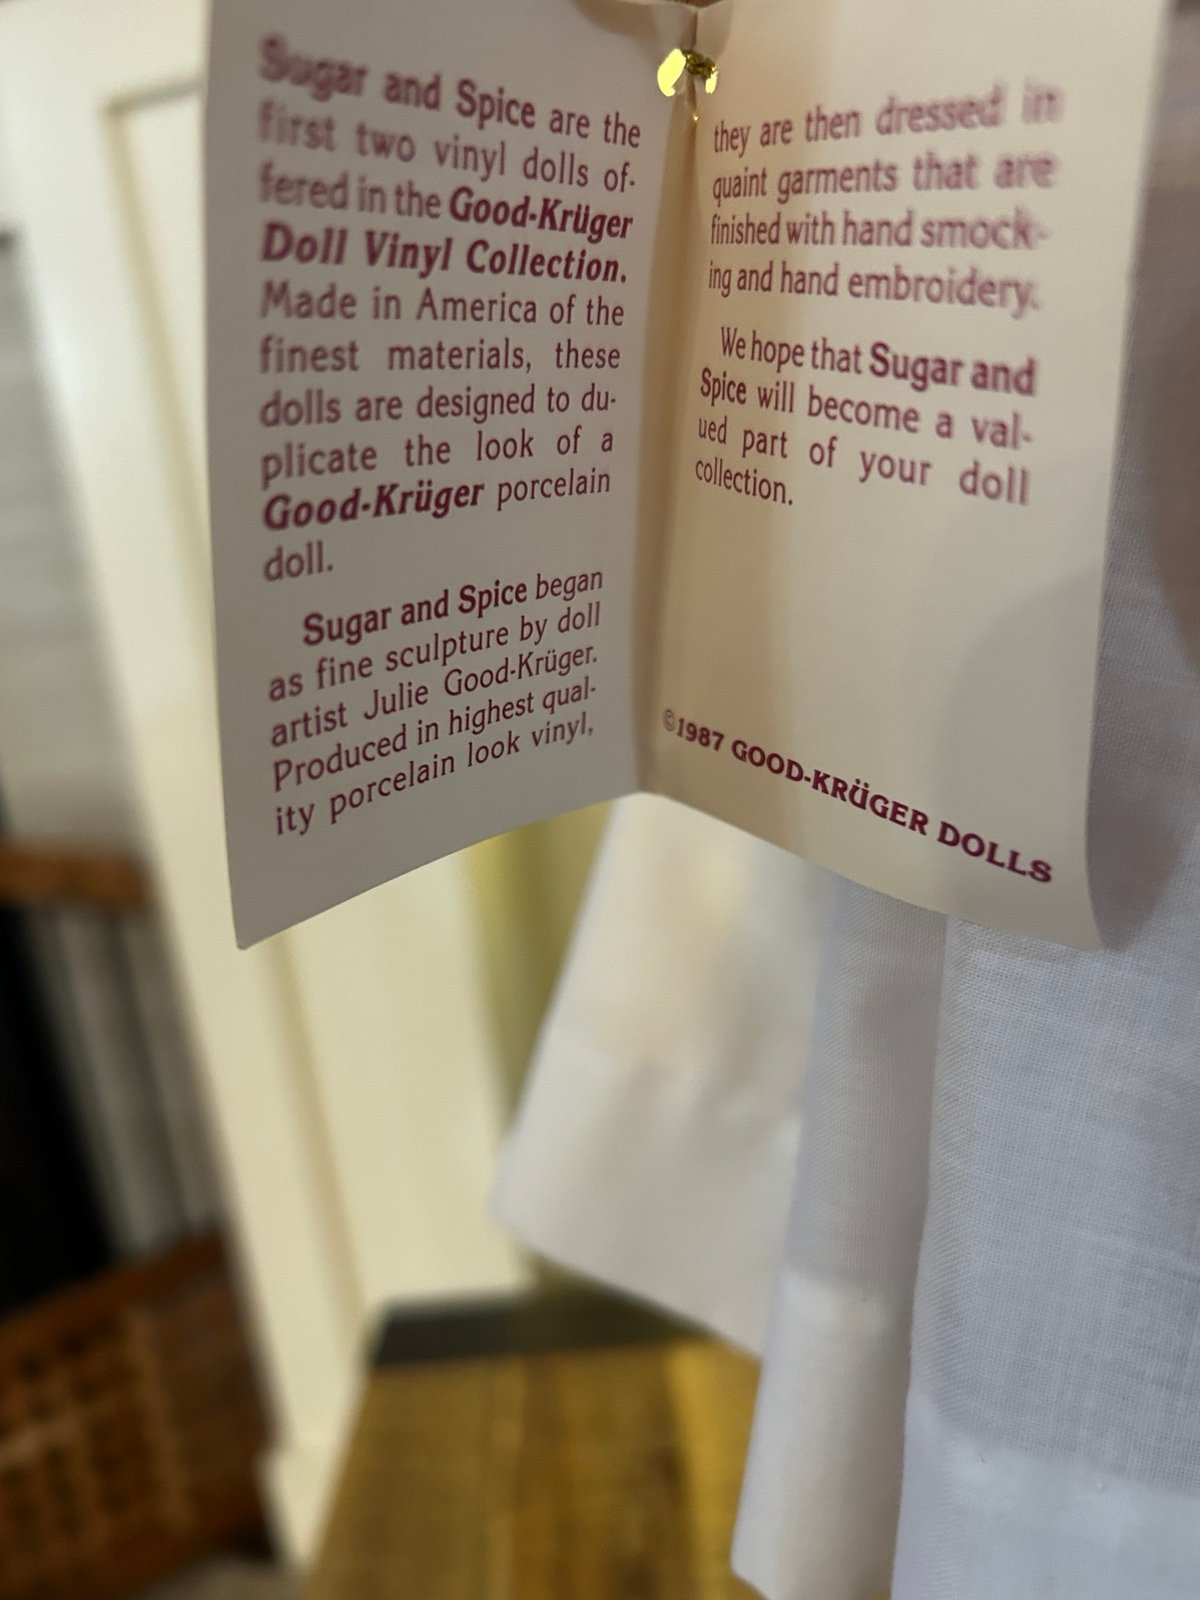 Sugar and Spice are the
first two vinyl dolls of-
fered in the Good-Krüger
Doll Vinyl Collection.
Made in America of the
finest materials, these
dolls are designed to du-
plicate the look of a
Good-Krüger porcelain
doll.
Sugar and Spice began
as fine sculpture by doll
artist Julie Good-Krüger.
Produced in highest qual-
ity porcelain look vinyl,
they are then dressed in
quaint garments that are
finished with hand smock-
ing and hand embroidery.
We hope that Sugar and
Spice will become a val-
ued part of your doll
collection.
©1987 GOOD-KRÜGER DOLLS